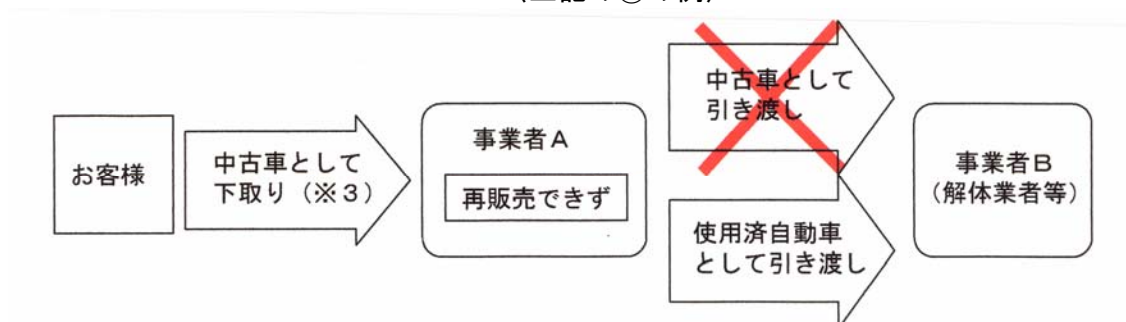 お客様
中古車として
下取り（※３）
事業者Ａ
再販売できず
中古車として
引き渡し
使用済自動車
として引き渡し
事業者Ｂ
（解体業者等）